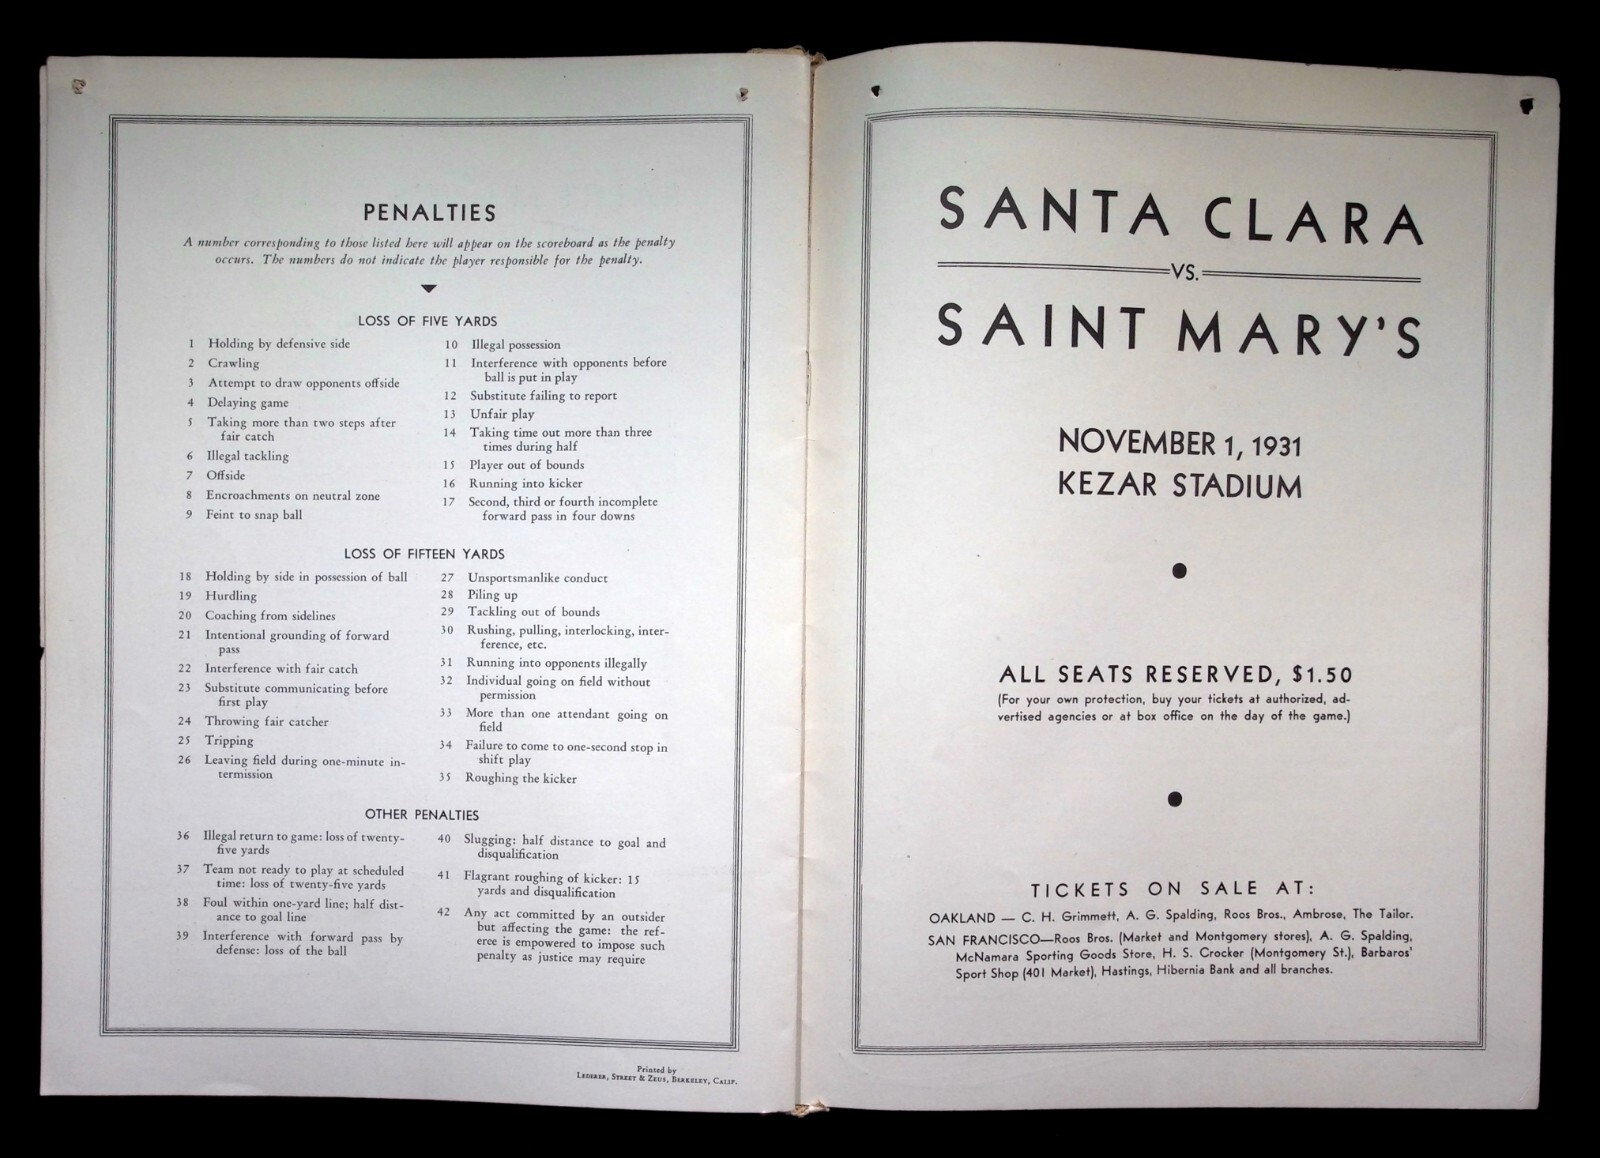 PENALTIES
A number corresponding to those listed here will appear on the scoreboard as the penalty
occurs. The numbers do not indicate the player responsible for the penalty.
LOSS OF FIVE YARDS
1 Holding by defensive side
2 Crawling
3 Attempt to draw opponents offside
4 Delaying game
5 Taking more than two steps after
fair catch
6 Illegal tackling
7 Offside
8 Encroachments on neutral zone
9 Feint to snap ball
10 Illegal possession
11 Interference with opponents before
ball is put in play
12 Substitute failing to report
13 Unfair play
14 Taking time out more than three
times during half
15 Player out of bounds
16 Running into kicker
17 Second, third or fourth incomplete
forward pass in four downs
LOSS OF FIFTEEN YARDS
18 Holding by side in possession of ball
19 Hurdling
20 Coaching from sidelines
21 Intentional grounding of forward
pass
22 Interference with fair catch
23 Substitute communicating before
first play
24 Throwing fair catcher
25 Tripping
26 Leaving field during one-minute in-
termission
27 Unsportsmanlike conduct
28 Piling up
29 Tackling out of bounds
30 Rushing, pulling, interlocking, inter-
ference, etc.
31 Running into opponents illegally
32 Individual going on field without
permission
33 More than one attendant going on
field
34 Failure to come to one-second stop in
shift play
35 Roughing the kicker
OTHER PENALTIES
36 Illegal return to game: loss of twenty-
five yards
37 Team not ready to play at scheduled
time: loss of twenty-five yards
38 Foul within one-yard line; half dist-
ance to goal line
39 Interference with forward pass by
defense: loss of the ball
40 Slugging: half distance to goal and
disqualification
41 Flagrant roughing of kicker: 15
yards and disqualification
42 Any act committed by an outsider
but affecting the game: the ref-
eree is empowered to impose such
penalty as justice may require
Printed by
LEDERER, STREET & ZEUS, BERKELEY, CALIF.
SANTA CLARA
VS.
SAINT MARY'S
NOVEMBER 1, 1931
KEZAR STADIUM
ALL SEATS RESERVED, $1.50
(For your own protection, buy your tickets at authorized, ad-
vertised agencies or at box office on the day of the game.)
TICKETS ON SALE AT:
OAKLAND — C. H. Grimmett, A. G. Spalding, Roos Bros., Ambrose, The Tailor.
SAN FRANCISCO—Roos Bros. (Market and Montgomery stores), A. G. Spalding,
McNamara Sporting Goods Store, H. S. Crocker (Montgomery St.), Barbaros'
Sport Shop (401 Market), Hastings, Hibernia Bank and all branches.